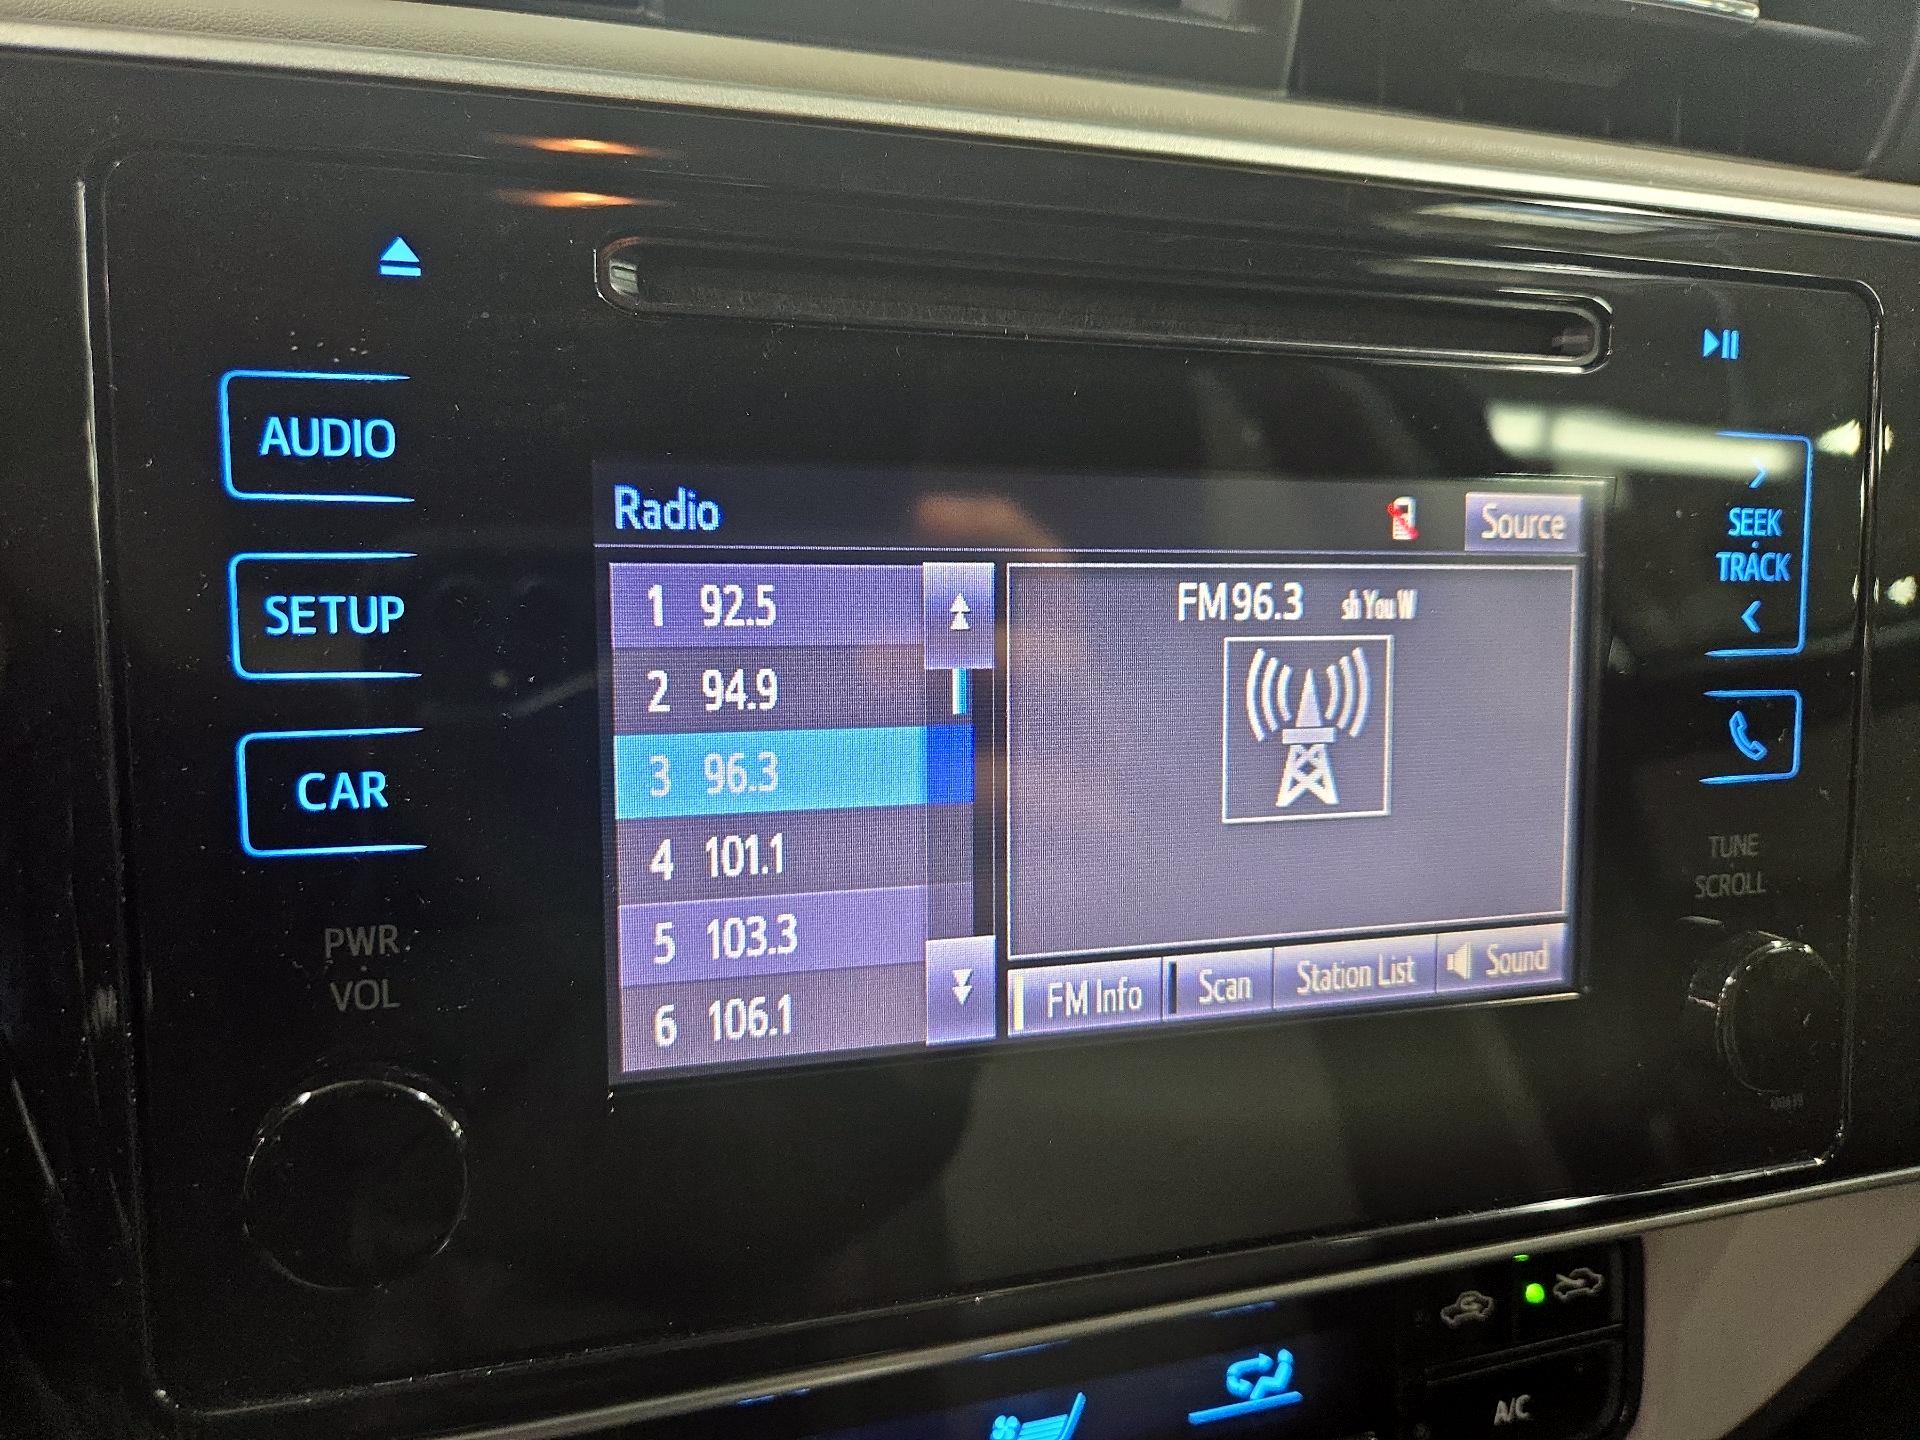 AUDIO
SETUP
CAR
PWR
VOL
Radio
Source
1 92.5
2 94.9
3 96.3
4 101.1
5 103.3
6 106.1
FM 96.3 sh You W
FM Info
Scan
Station List
Sound
SEEK
TRACK
TUNE
SCROLL
A/C